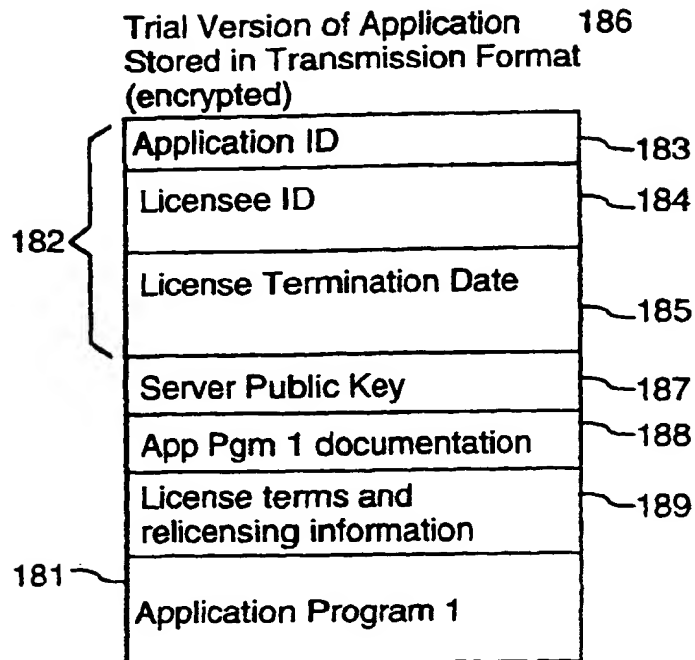 Trial Version of Application 186
Stored in Transmission Format
(encrypted)
Application ID
183
Licensee ID
184
182
License Termination Date
185
Server Public Key
187
App Pgm 1 documentation
188
License terms and
relicensing information
189
181
Application Program 1